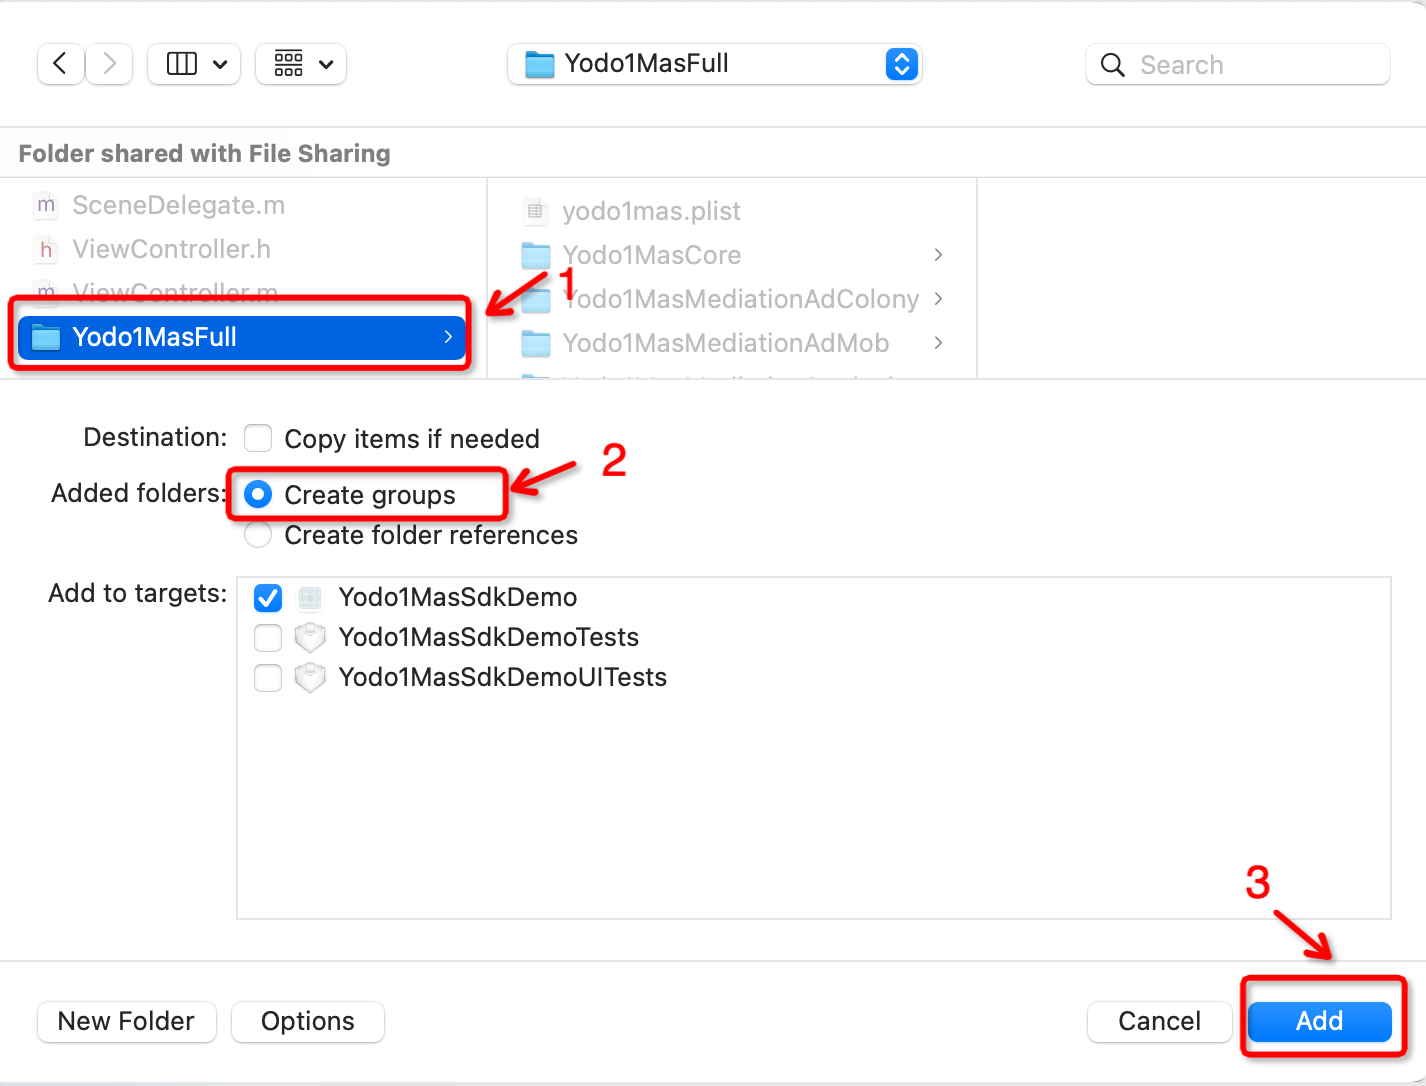 Yodo1MasFull
Search
Folder shared with File Sharing
m SceneDelegate.m
h ViewController.h
m ViewController.m
Yodo1MasFull
yodo1mas.plist
Yodo1MasCore
1
Yodo1MasMediationAdColony
Yodo1MasMediationAdMob
Destination: Copy items if needed
2
Added folders: Create groups
Create folder references
Add to targets: Yodo1MasSdkDemo
Yodo1MasSdkDemoTests
Yodo1MasSdkDemoUITests
3
New Folder Options Cancel Add